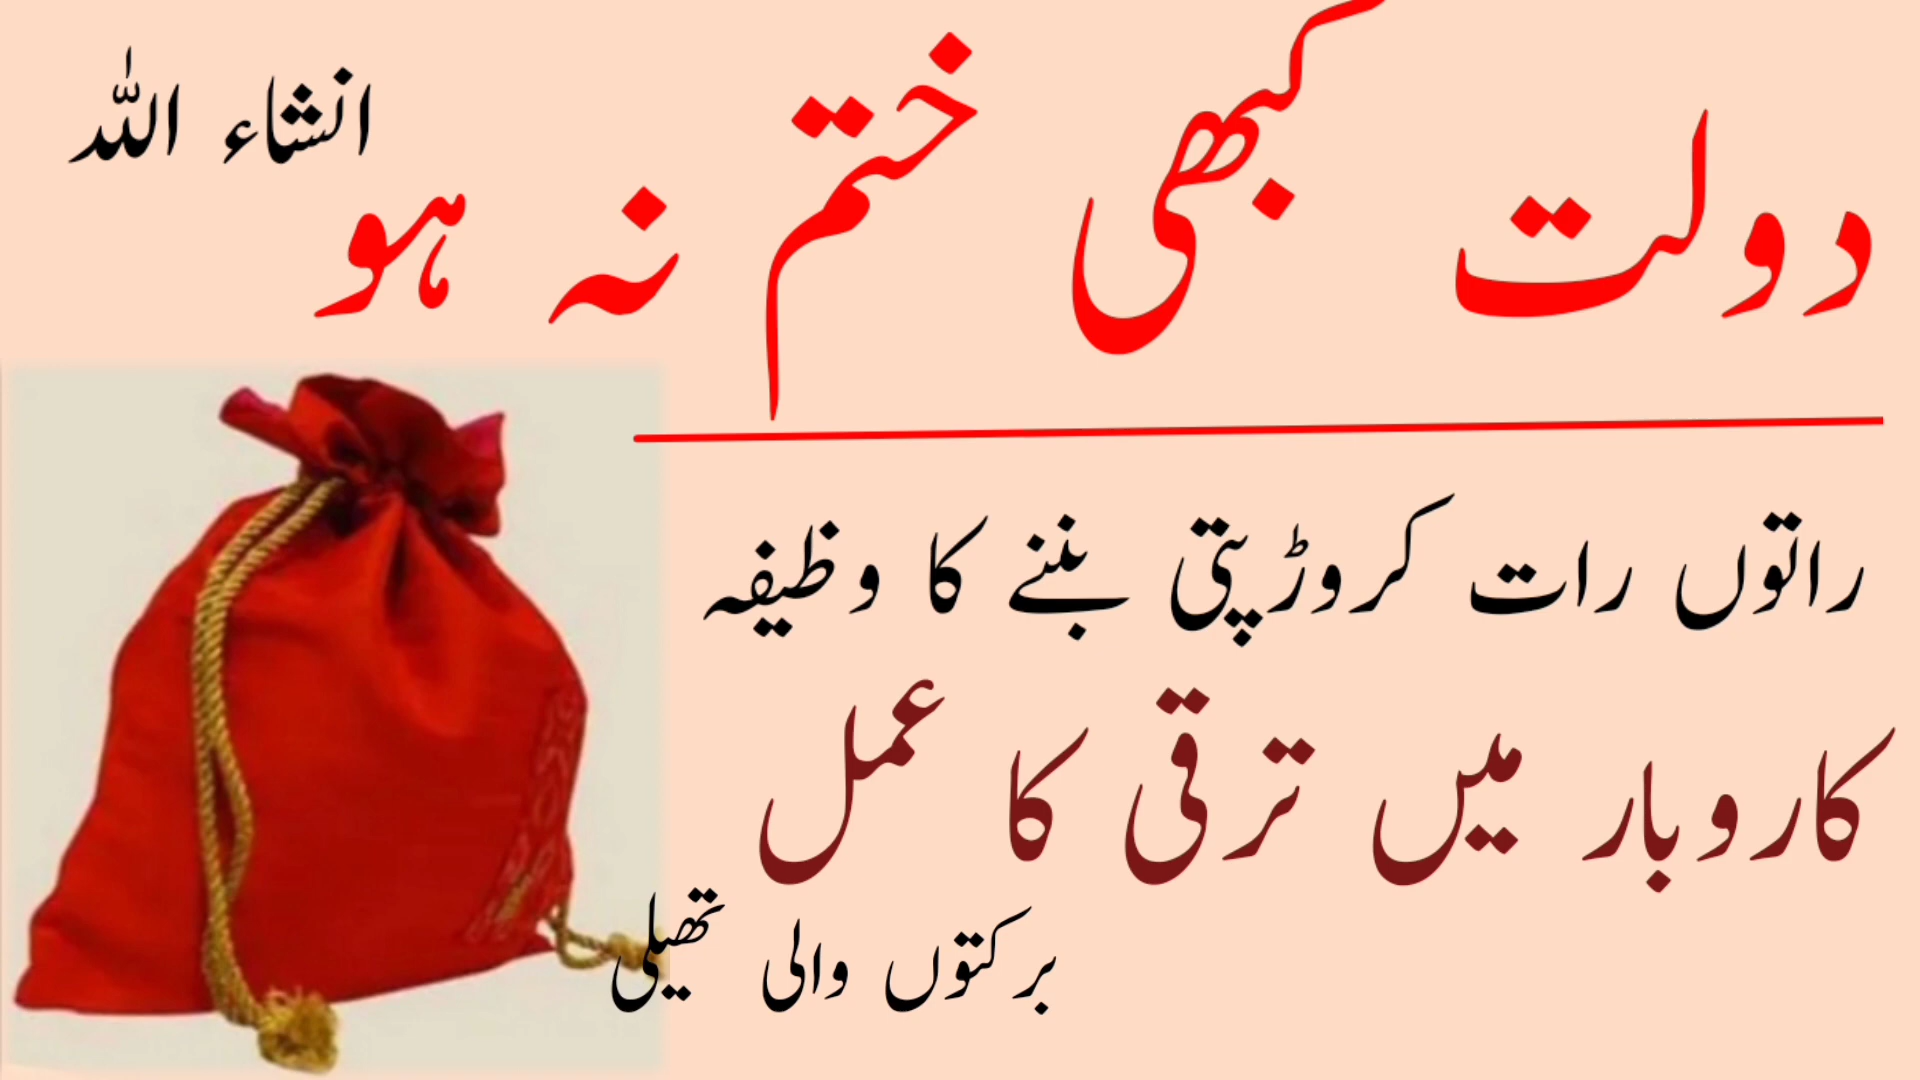 انشاء اللہ
دولت کبھی ختم نہ ہو
راتوں رات کروڑپتی بننے کا وظیفہ
کاروبار میں ترقی کا عمل
برکتوں والی تھیلی